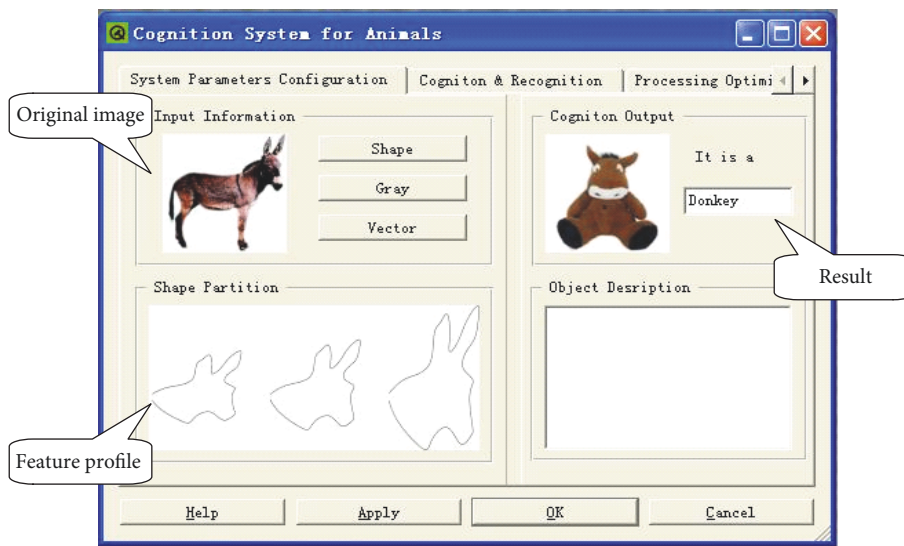 Cognition System for Animals
System Parameters Configuration
Cogniton & Recognition
Processing Optimi
Original image
Input Information
Shape
Gray
Vector
Cogniton Output
It is a
Donkey
Result
Shape Partition
Object Desription
Feature profile
Help
Apply
OK
Cancel